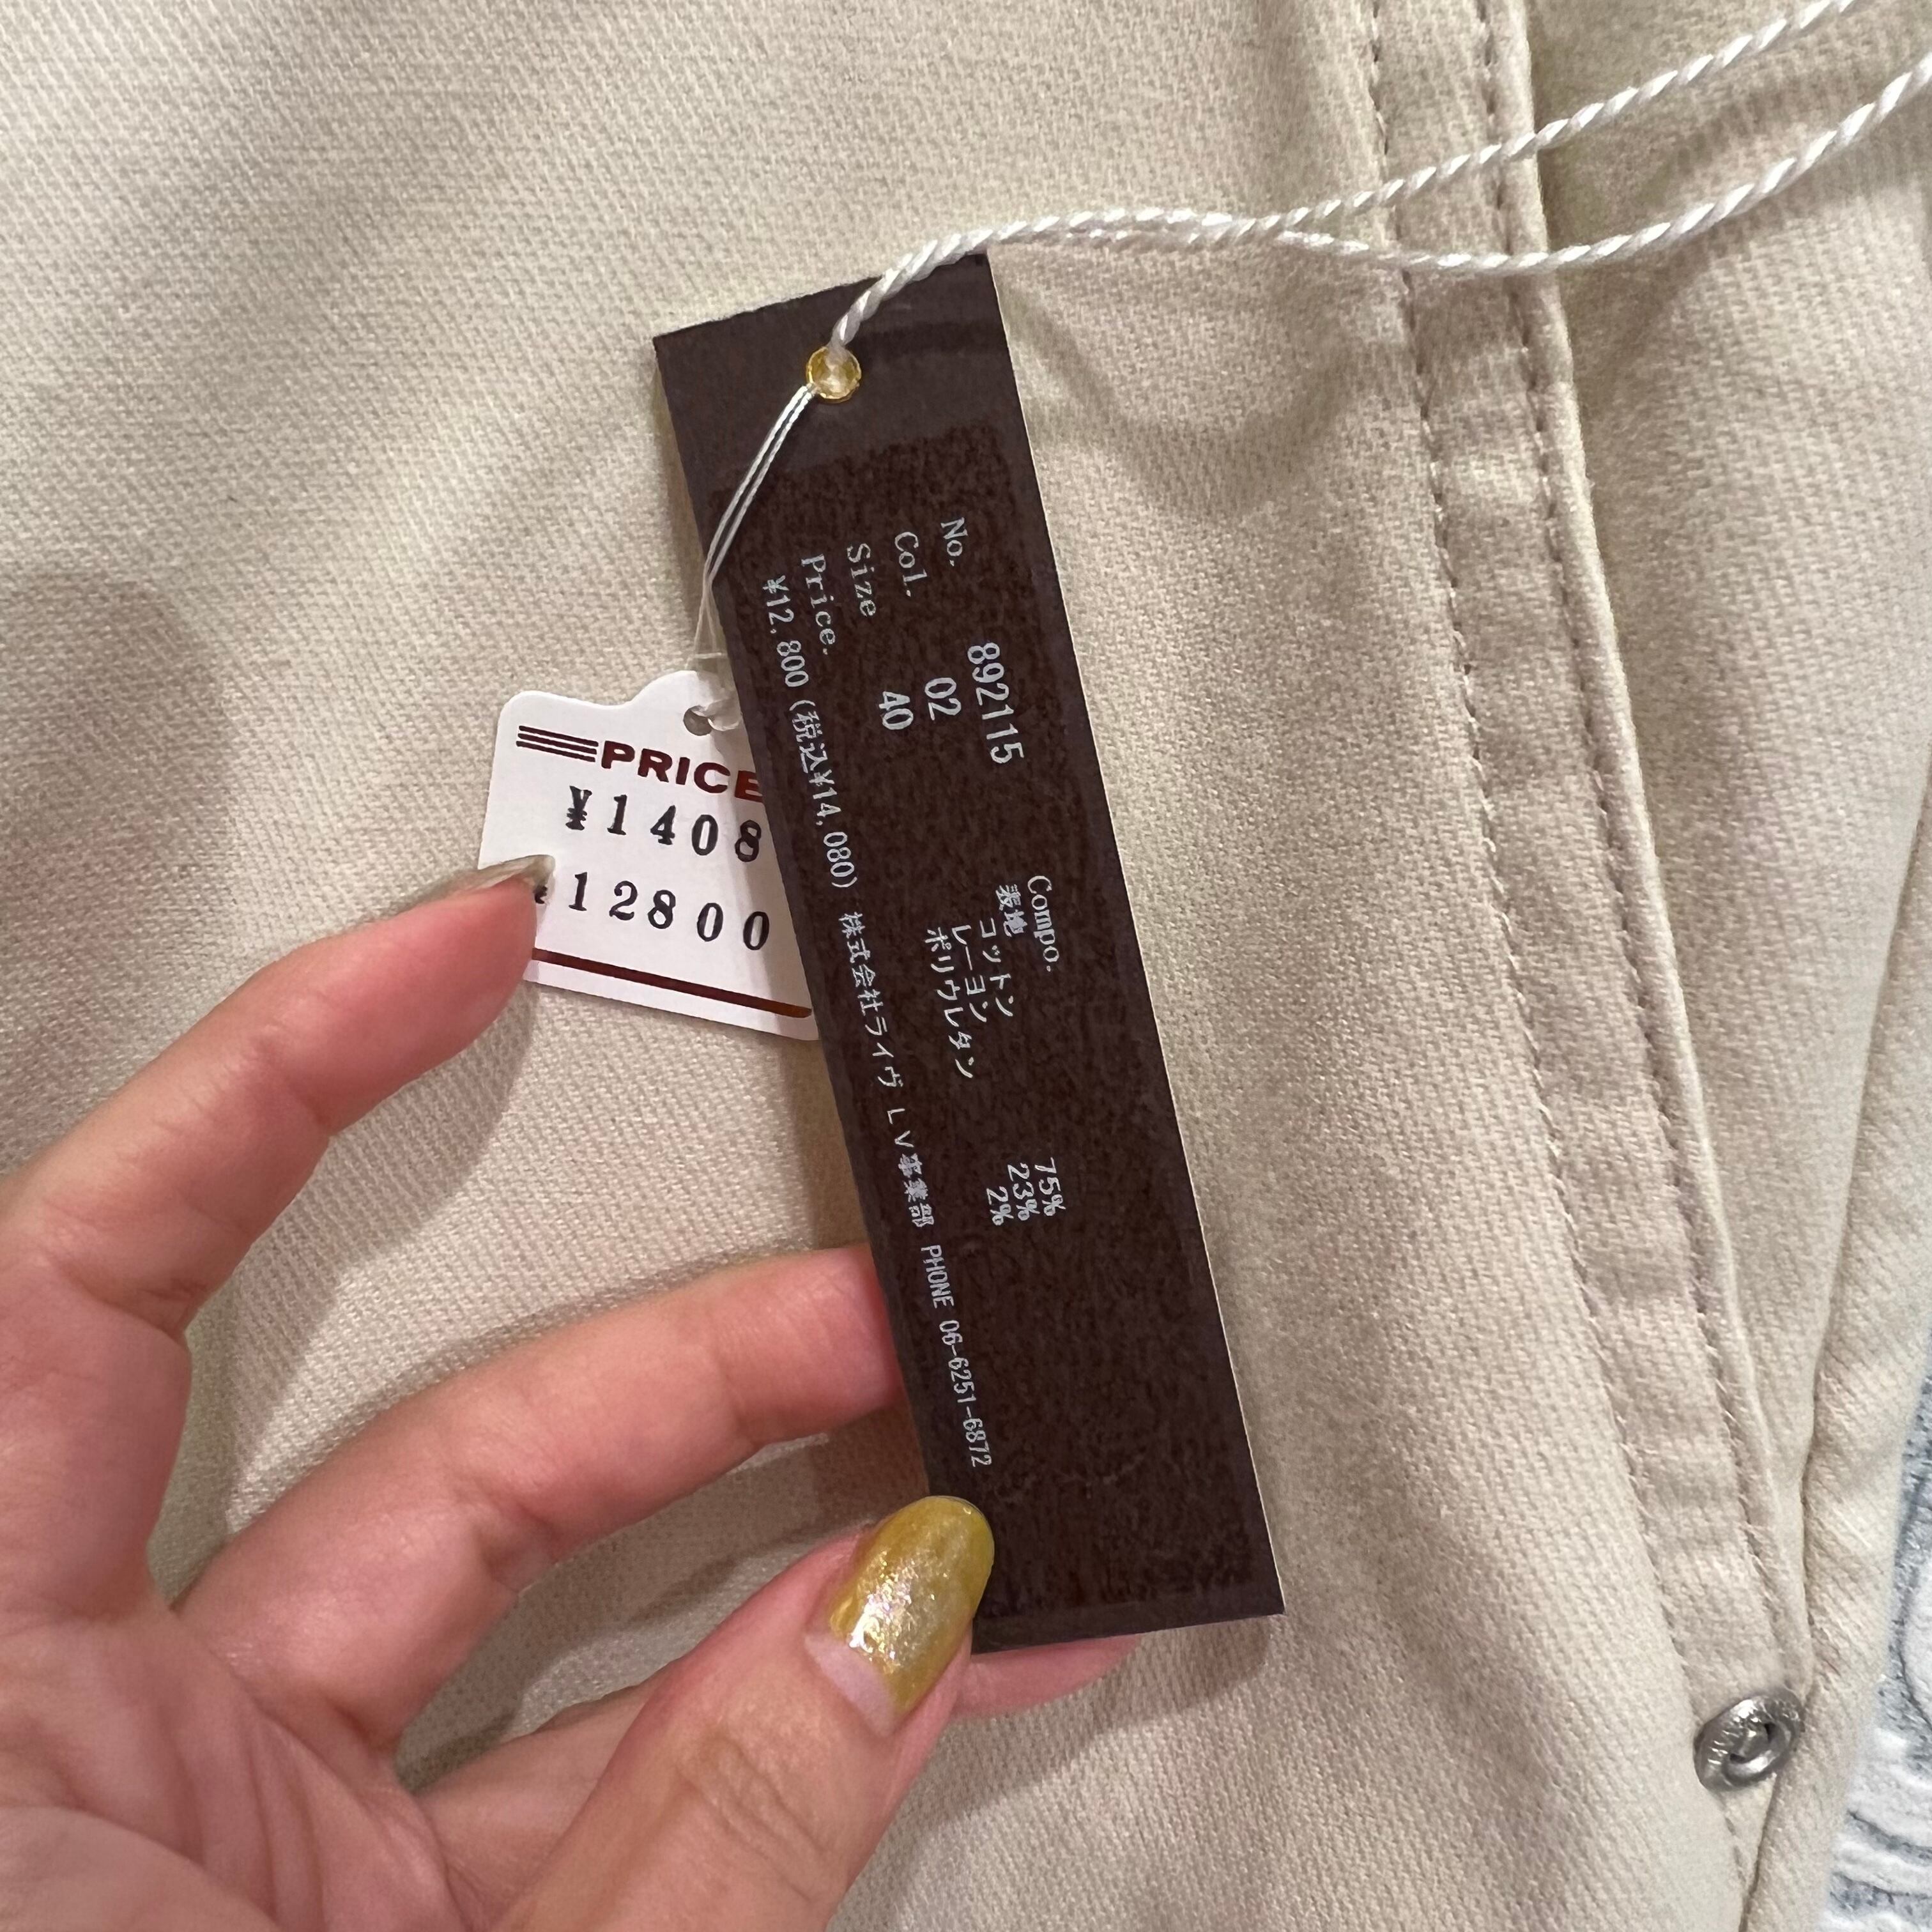 No. 892115
Col. 02
Size 40
Price.
¥12,800(税込¥14,080) 株式会社ライヴ LV事業部 PHONE 06-6251-6872
Compo.
表地
コットン 75%
レーヨン 23%
ポリウレタン 2%
PRICE
¥1408
¥12800